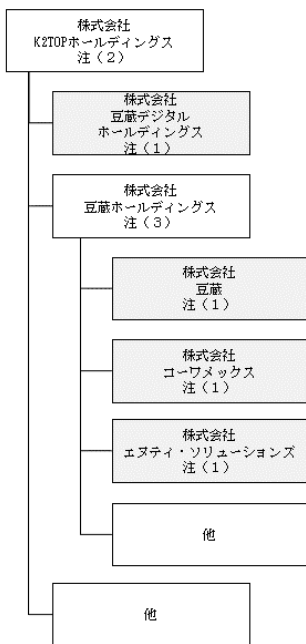 株式会社
K2TOPホールディングス
注(2)
株式会社
豆蔵デジタル
ホールディングス
注(1)
株式会社
豆蔵ホールディングス
注(3)
株式会社
豆蔵
注(1)
株式会社
コーワメックス
注(1)
株式会社
エヌティ・ソリューションズ
注(1)
他
他